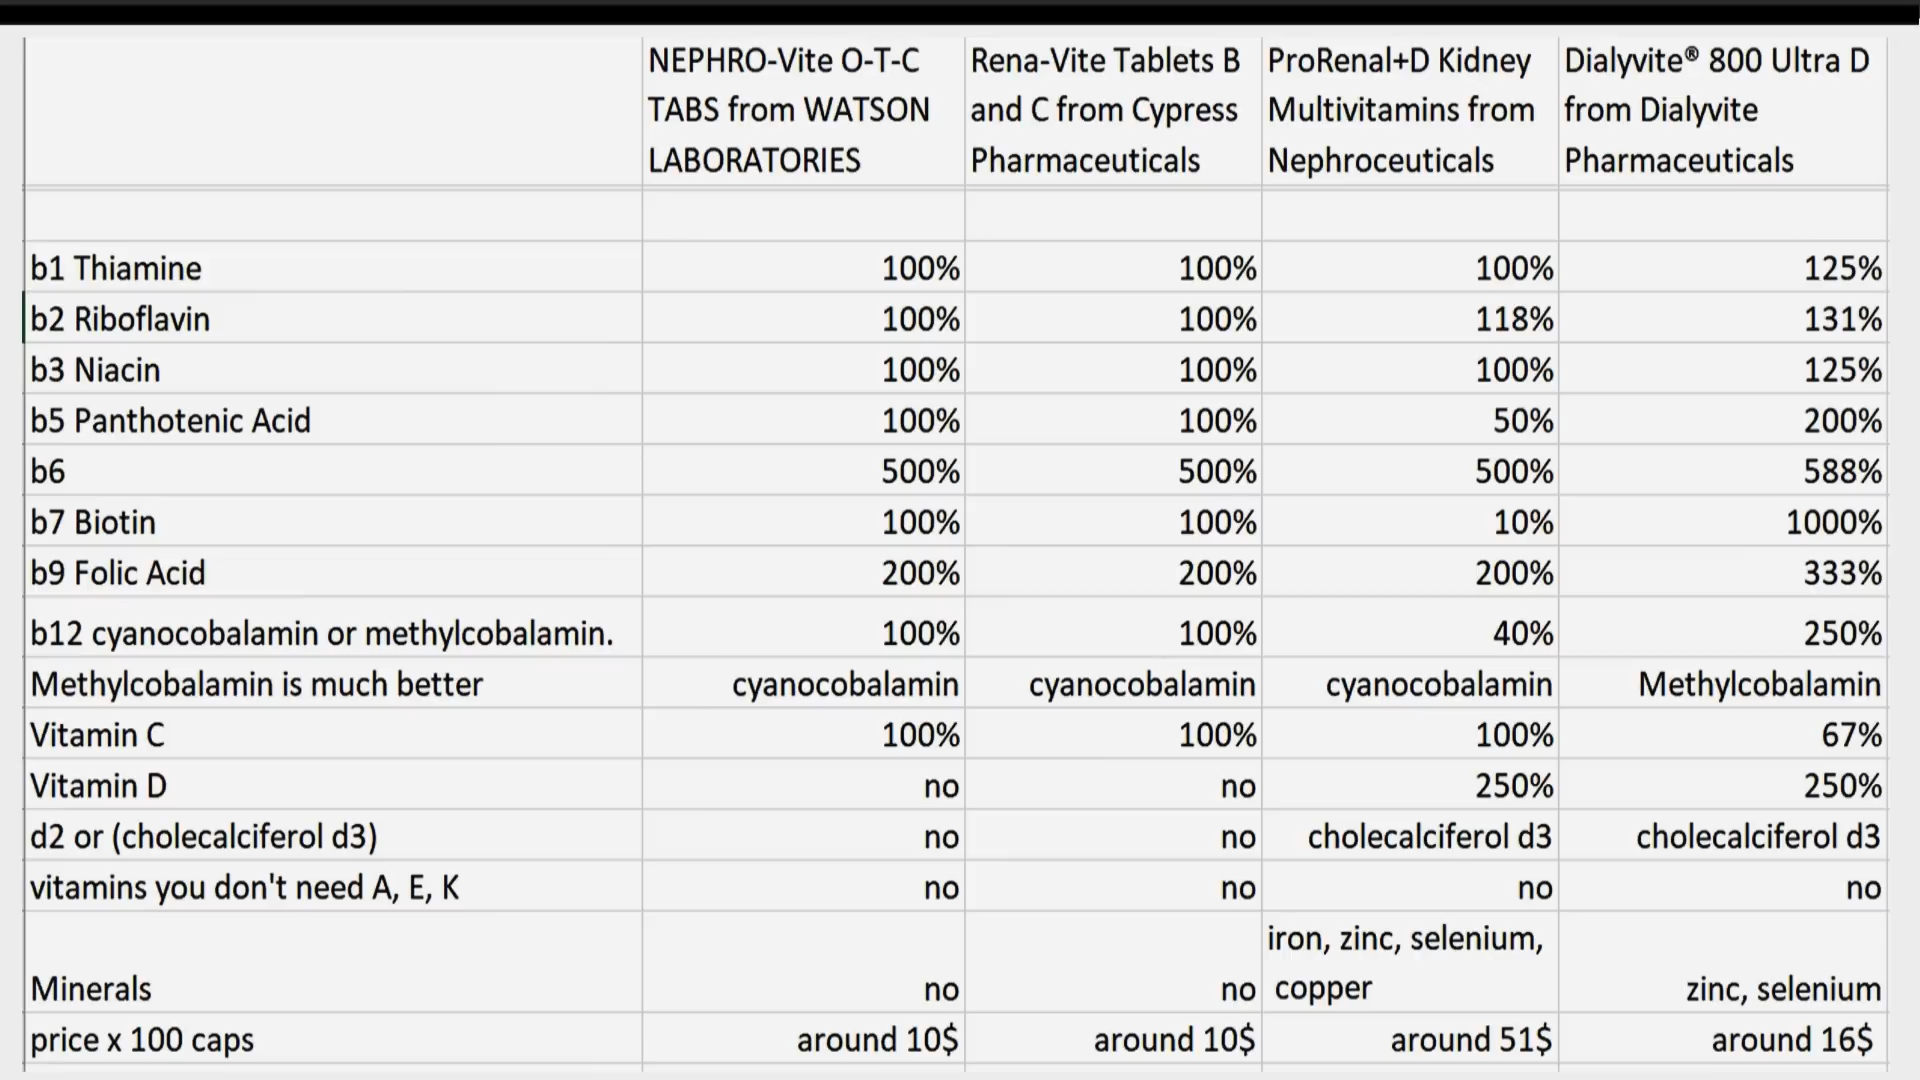 NEPHRO-Vite O-T-C TABS from WATSON LABORATORIES Rena-Vite Tablets B and C from Cypress Pharmaceuticals ProRenal+D Kidney Multivitamins from Nephroceuticals Dialyvite® 800 Ultra D from Dialyvite Pharmaceuticals
b1 Thiamine 100% 100% 100% 125%
b2 Riboflavin 100% 100% 118% 131%
b3 Niacin 100% 100% 100% 125%
b5 Panthotenic Acid 100% 100% 50% 200%
b6 500% 500% 500% 588%
b7 Biotin 100% 100% 10% 1000%
b9 Folic Acid 200% 200% 200% 333%
b12 cyanocobalamin or methylcobalamin. 100% 100% 40% 250%
Methylcobalamin is much better cyanocobalamin cyanocobalamin cyanocobalamin Methylcobalamin
Vitamin C 100% 100% 100% 67%
Vitamin D no no 250% 250%
d2 or (cholecalciferol d3) no no cholecalciferol d3 cholecalciferol d3
vitamins you don't need A, E, K no no no no
Minerals no no iron, zinc, selenium, copper zinc, selenium
price x 100 caps around 10$ around 10$ around 51$ around 16$